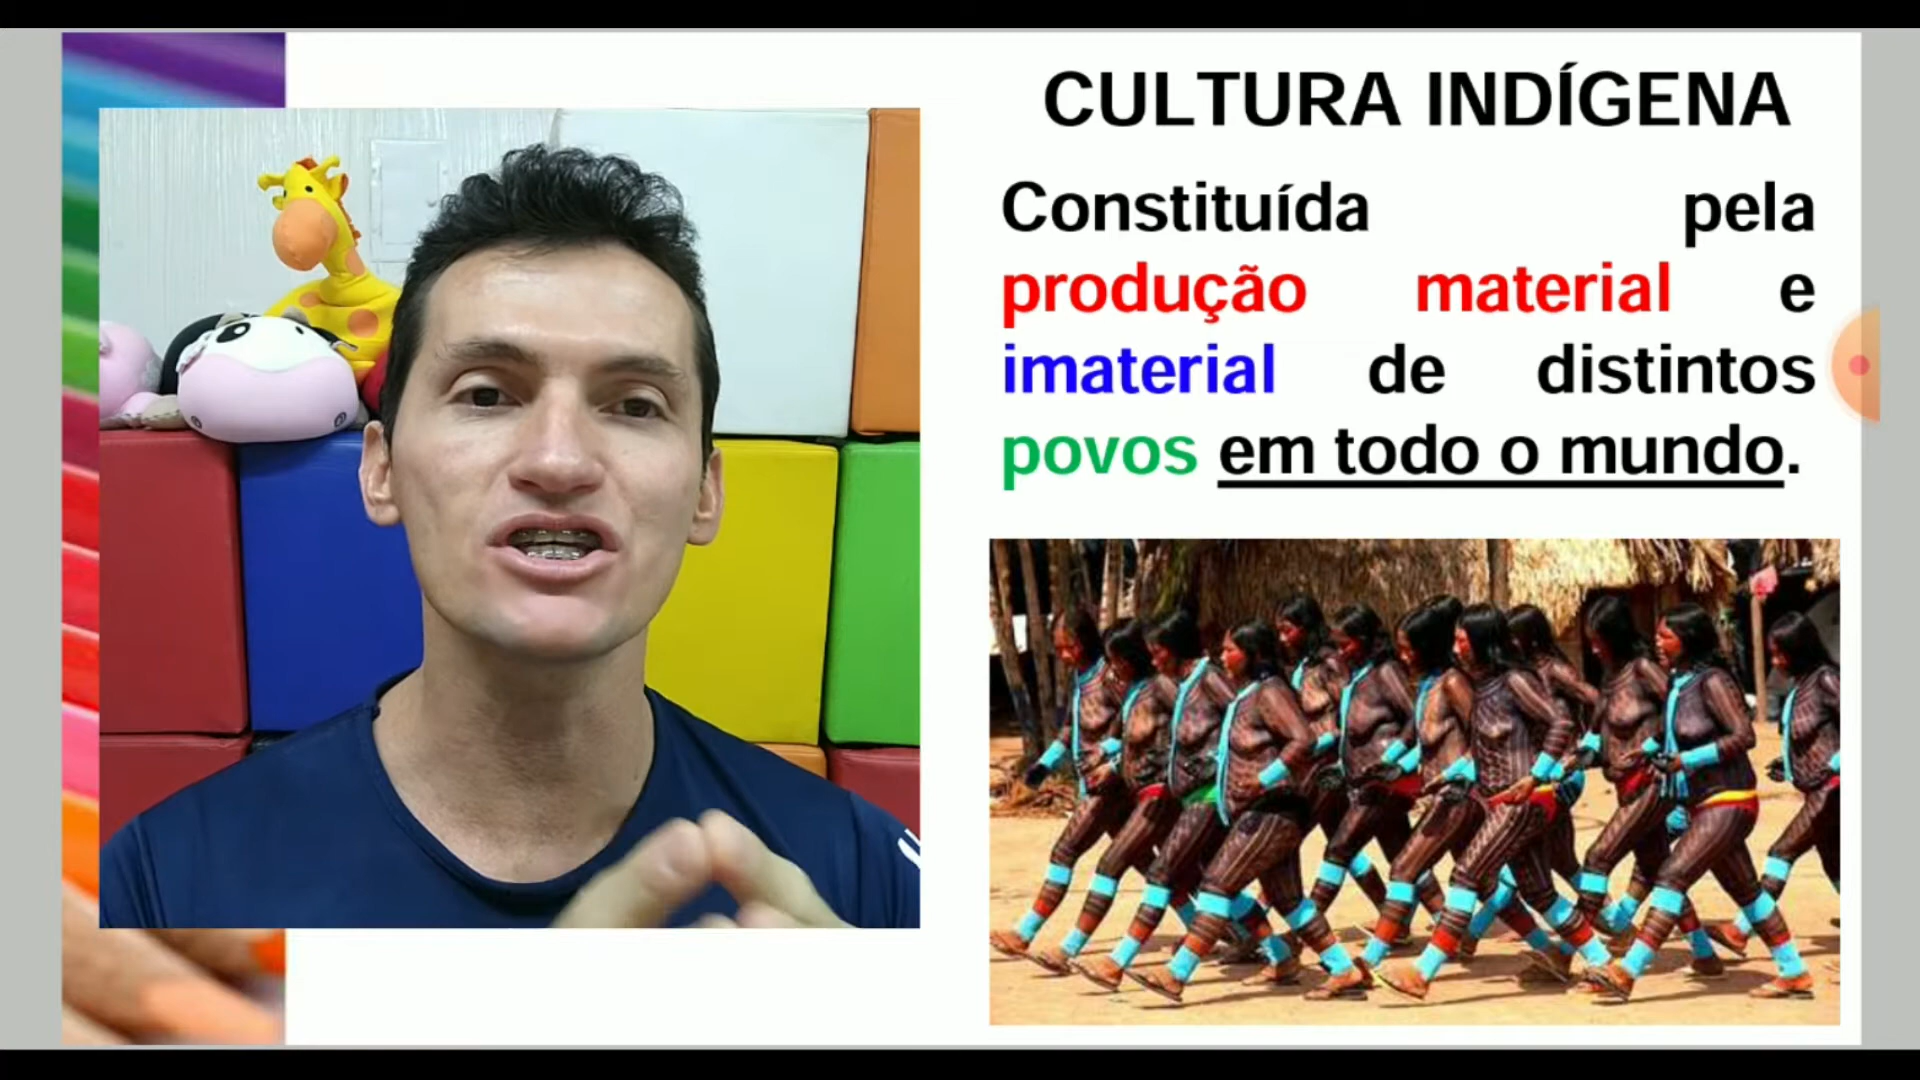 CULTURA INDÍGENA
Constituída pela
produção material e
imaterial de distintos
povos em todo o mundo.